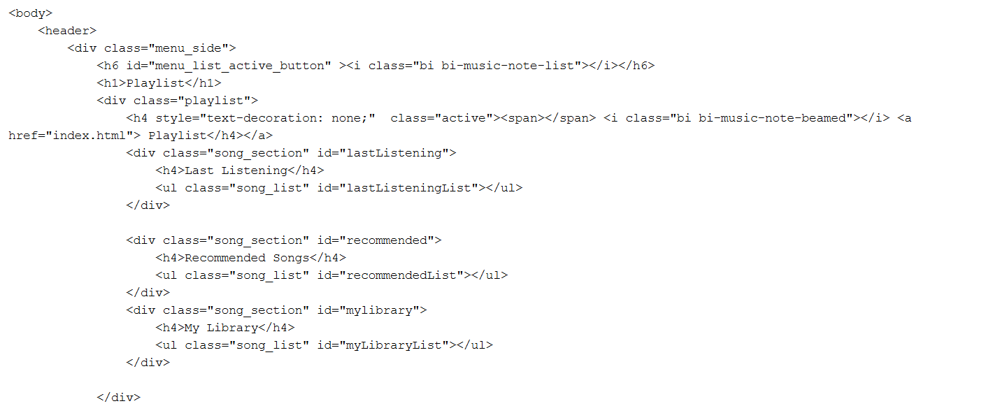 <body>
    <header>
        <div class="menu_side">
            <h6 id="menu_list_active_button" ><i class="bi bi-music-note-list"></i></h6>
            <h1>Playlist</h1>
            <div class="playlist">
                <h4 style="text-decoration: none;"  class="active"><span></span> <i class="bi bi-music-note-beamed"></i> <a
href="index.html"> Playlist</h4></a>
                <div class="song_section" id="lastListening">
                    <h4>Last Listening</h4>
                    <ul class="song_list" id="lastListeningList"></ul>
                </div>

                <div class="song_section" id="recommended">
                    <h4>Recommended Songs</h4>
                    <ul class="song_list" id="recommendedList"></ul>
                </div>
                <div class="song_section" id="mylibrary">
                    <h4>My Library</h4>
                    <ul class="song_list" id="myLibraryList"></ul>
                </div>

            </div>